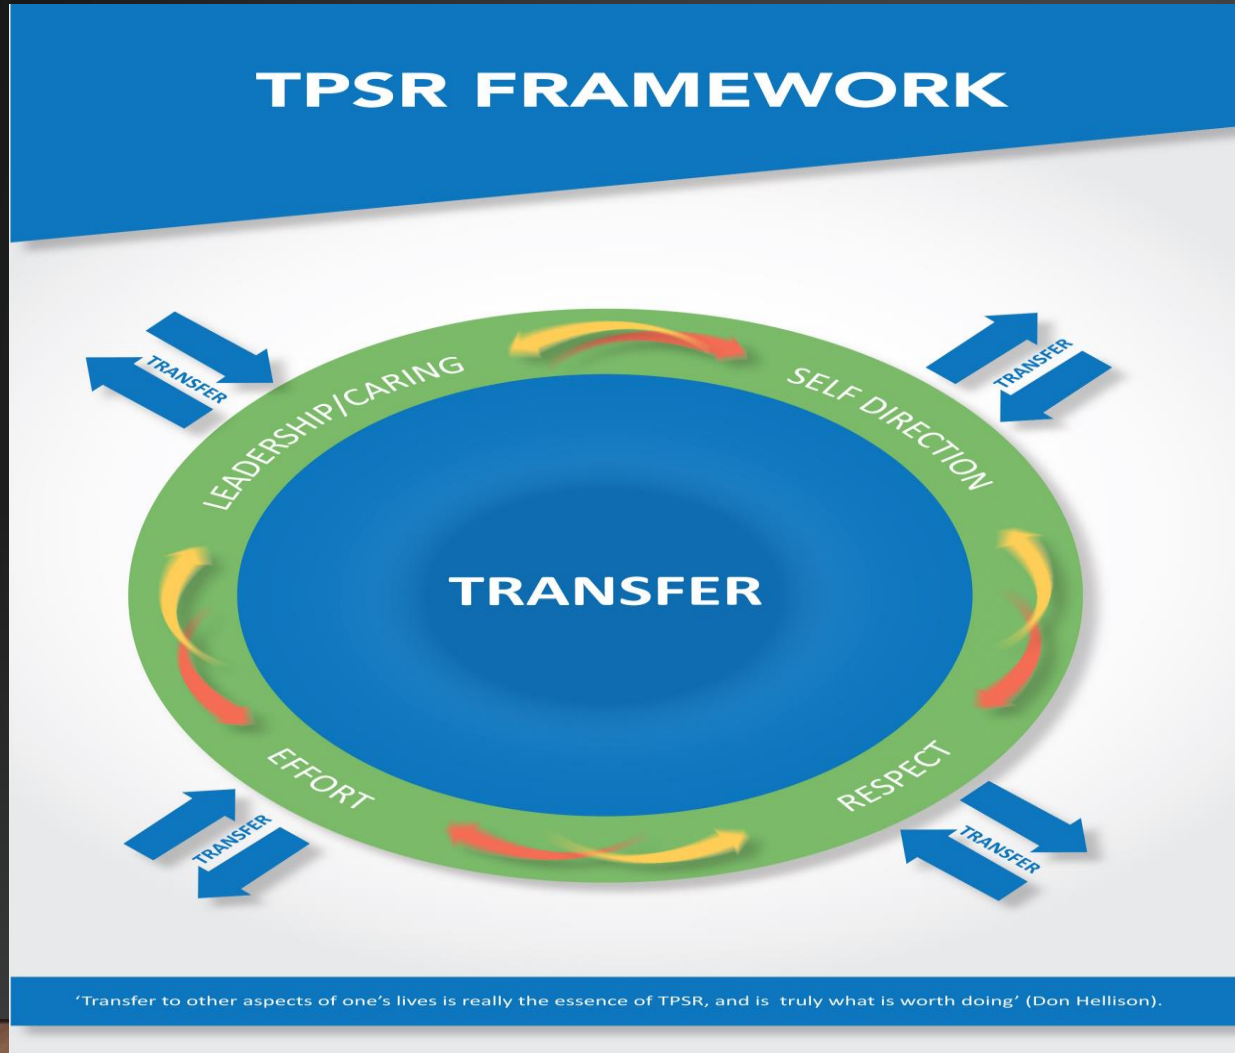 TPSR FRAMEWORK
TRANSFER
LEADERSHIP/CARING
SELF DIRECTION
TRANSFER
TRANSFER
EFFORT
RESPECT
TRANSFER
TRANSFER
‘Transfer to other aspects of one’s lives is really the essence of TPSR, and is truly what is worth doing’ (Don Hellison).